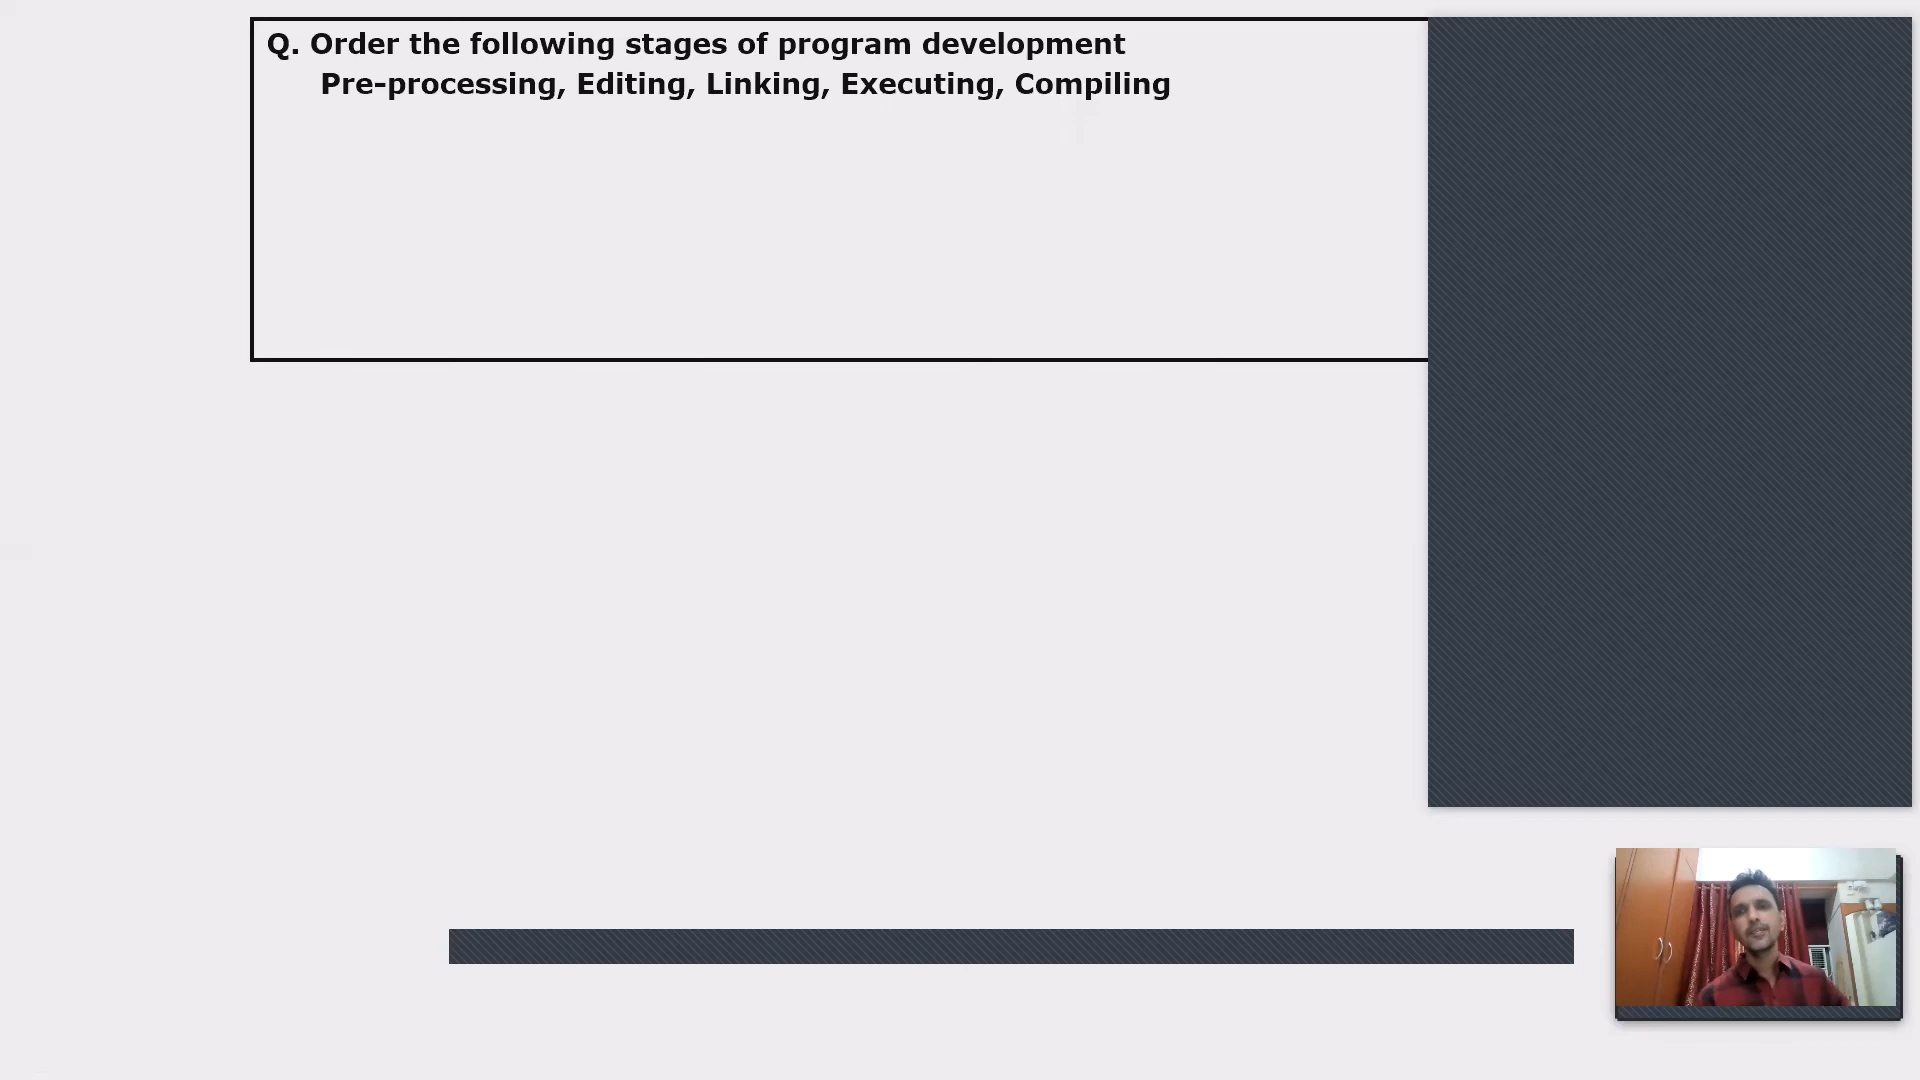 Q. Order the following stages of program development
Pre-processing, Editing, Linking, Executing, Compiling